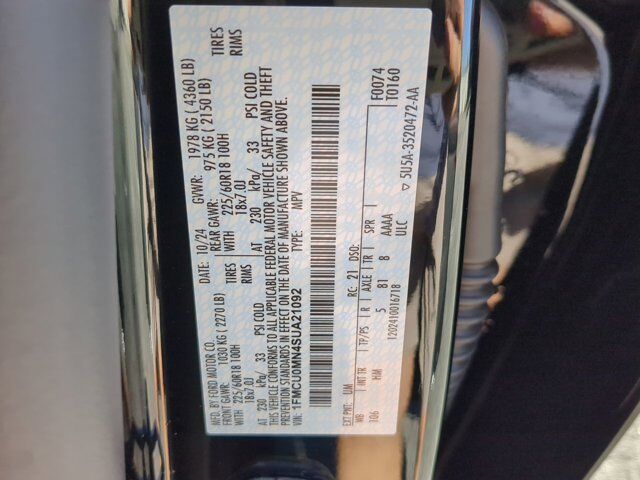 MFD. BY FORD MOTOR CO.
DATE: 10/24 GVWR: 1978 KG ( 4360 LB)
FRONT GAWR: 1030 KG ( 2270 LB) REAR GAWR: 975 KG ( 2150 LB)
WITH 225/60R18 100H TIRES WITH 225/60R18 100H TIRES
18x7.0J RIMS 18x7.0J RIMS
AT 230 kPa/ 33 PSI COLD AT 230 kPa/ 33 PSI COLD
THIS VEHICLE CONFORMS TO ALL APPLICABLE FEDERAL MOTOR VEHICLE SAFETY AND THEFT
PREVENTION STANDARDS IN EFFECT ON THE DATE OF MANUFACTURE SHOWN ABOVE.
VIN: 1FMCU0MN4SUA21092
TYPE: MPV
F0074
T0160
EXT PNT: UM RC: 21 DSO:
WB INT TR TP/PS R AXLE TR SPR
106 HM 5 81 B AAAA
ULC
1202410016718
▽ 5U5A-3520472-AA